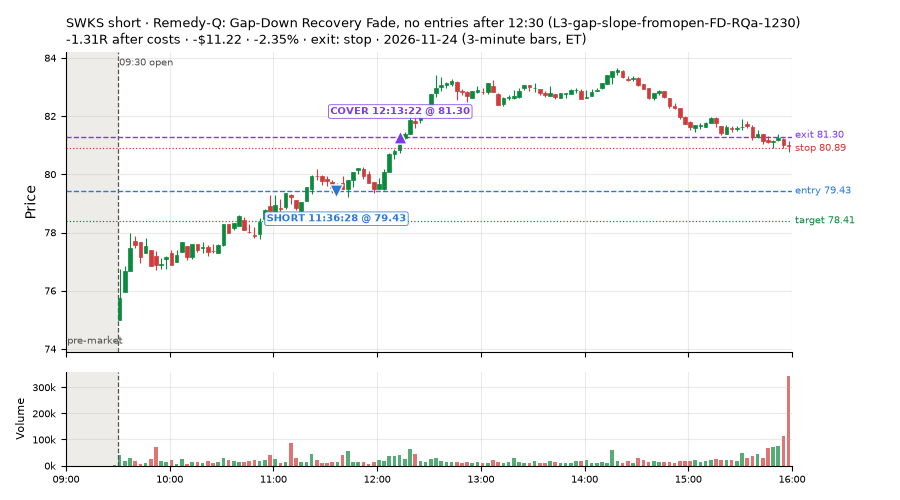 SWKS short · Remedy-Q: Gap-Down Recovery Fade, no entries after 12:30 (L3-gap-slope-fromopen-FD-RQa-1230)
-1.31R after costs · -$11.22 · -2.35% · exit: stop · 2026-11-24 (3-minute bars, ET)
84
09:30 open
82
COVER 12:13:22 @ 81.30
exit 81.30
stop 80.89
80
entry 79.43
SHORT 11:36:28 @ 79.43
target 78.41
78
76
74
Price
pre-market
300k
200k
100k
0k
Volume
09:00
10:00
11:00
12:00
13:00
14:00
15:00
16:00